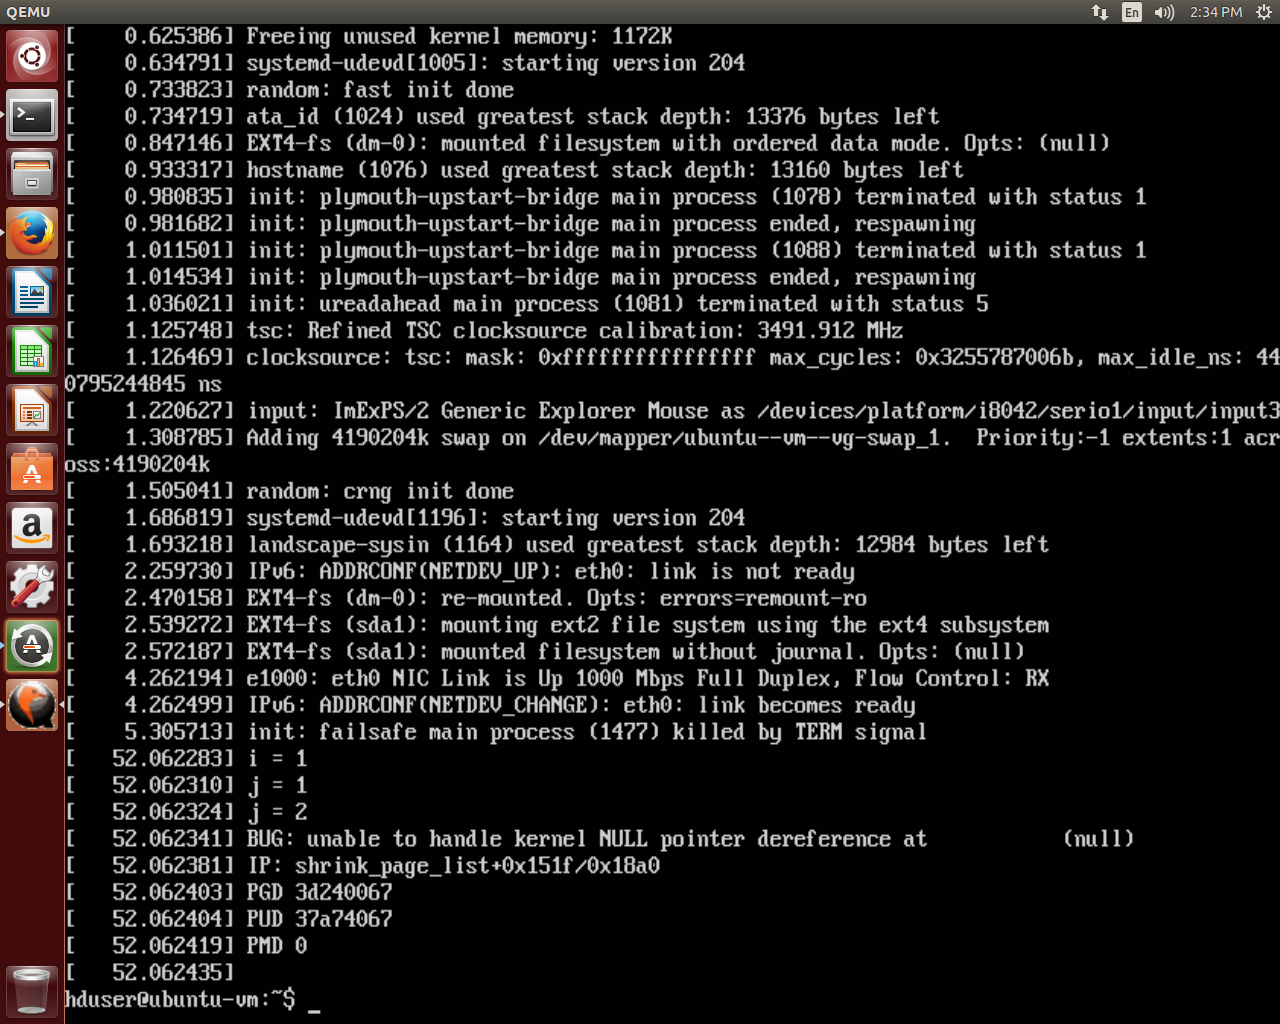 QEMU
En
2:34 PM
[    0.625386] Freeing unused kernel memory: 1172K
[    0.634791] systemd-udevd[1005]: starting version 204
[    0.733823] random: fast init done
[    0.734719] ata_id (1024) used greatest stack depth: 13376 bytes left
[    0.847146] EXT4-fs (dm-0): mounted filesystem with ordered data mode. Opts: (null)
[    0.933317] hostname (1076) used greatest stack depth: 13160 bytes left
[    0.980835] init: plymouth-upstart-bridge main process (1078) terminated with status 1
[    0.981682] init: plymouth-upstart-bridge main process ended, respawning
[    1.011501] init: plymouth-upstart-bridge main process (1088) terminated with status 1
[    1.014534] init: plymouth-upstart-bridge main process ended, respawning
[    1.036021] init: ureadahead main process (1081) terminated with status 5
[    1.125748] tsc: Refined TSC clocksource calibration: 3491.912 MHz
[    1.126469] clocksource: tsc: mask: 0xffffffffffffffff max_cycles: 0x3255787006b, max_idle_ns: 44
0795244845 ns
[    1.220627] input: ImExPS/2 Generic Explorer Mouse as /devices/platform/i8042/serio1/input/input3
[    1.308785] Adding 4190204k swap on /dev/mapper/ubuntu--vm--vg-swap_1.  Priority:-1 extents:1 acr
oss:4190204k
[    1.505041] random: crng init done
[    1.686819] systemd-udevd[1196]: starting version 204
[    1.693218] landscape-sysin (1164) used greatest stack depth: 12984 bytes left
[    2.259730] IPv6: ADDRCONF(NETDEV_UP): eth0: link is not ready
[    2.470158] EXT4-fs (dm-0): re-mounted. Opts: errors=remount-ro
[    2.539272] EXT4-fs (sda1): mounting ext2 file system using the ext4 subsystem
[    2.572187] EXT4-fs (sda1): mounted filesystem without journal. Opts: (null)
[    4.262194] e1000: eth0 NIC Link is Up 1000 Mbps Full Duplex, Flow Control: RX
[    4.262499] IPv6: ADDRCONF(NETDEV_CHANGE): eth0: link becomes ready
[    5.305713] init: failsafe main process (1477) killed by TERM signal
[   52.062283] i = 1
[   52.062310] j = 1
[   52.062324] j = 2
[   52.062341] BUG: unable to handle kernel NULL pointer dereference at           (null)
[   52.062381] IP: shrink_page_list+0x151f/0x18a0
[   52.062403] PGD 3d240067
[   52.062404] PUD 37a74067
[   52.062419] PMD 0
[   52.062435]
hduser@ubuntu-vm:~$ _